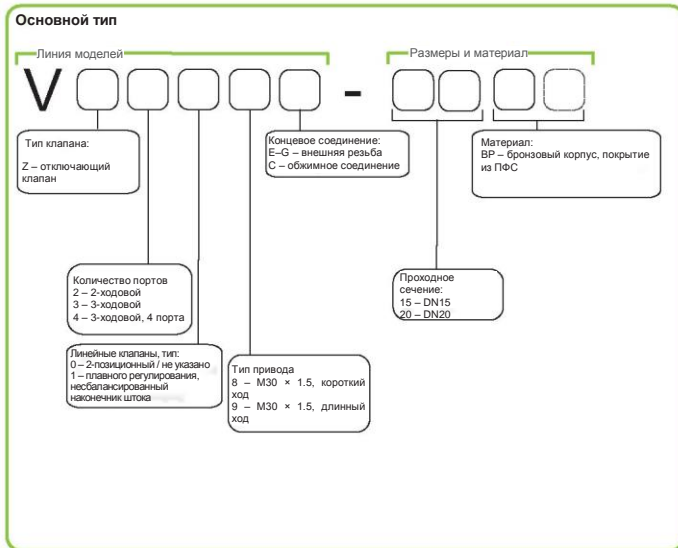 Основной тип
Линия моделей
Размеры и материал
V
-
Тип клапана:
Z – отключающий
клапан
Концевое соединение:
E–G – внешняя резьба
C – обжимное соединение
Материал:
BP – бронзовый корпус, покрытие
из ПФС
Количество портов
2 – 2-ходовой
3 – 3-ходовой
4 – 3-ходовой, 4 порта
Проходное
сечение:
15 – DN15
20 – DN20
Линейные клапаны, тип:
0 – 2-позиционный / не указано
1 – плавного регулирования,
несбалансированный
наконечник штока
Тип привода
8 – M30 × 1.5, короткий
ход
9 – M30 × 1.5, длинный
ход